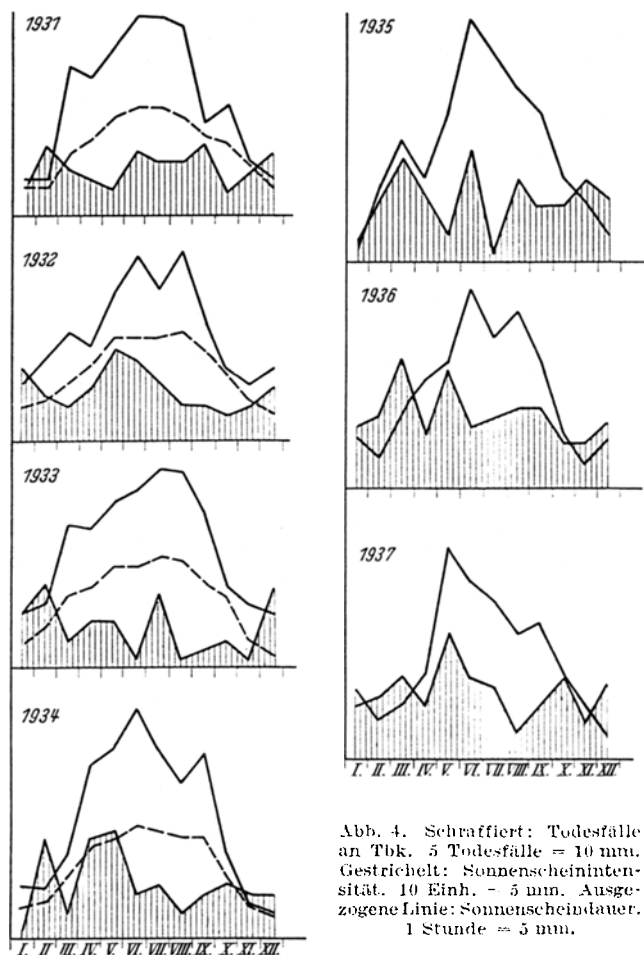 1931
1932
1933
1934
I. II. III. IV. V. VI. VII. VIII. IX. X. XI. XII.
1935
1936
1937
I. II. III. IV. V. VI. VII. VIII. IX. X. XI. XII
Abb. 4. Schraffiert: Todesfälle
an Tbk. 5 Todesfälle = 10 mm.
Gestrichelt: Sonnenscheininten-
sität. 10 Einh. = 5 mm. Ausge-
zogene Linie: Sonnenscheindauer.
1 Stunde = 5 mm.